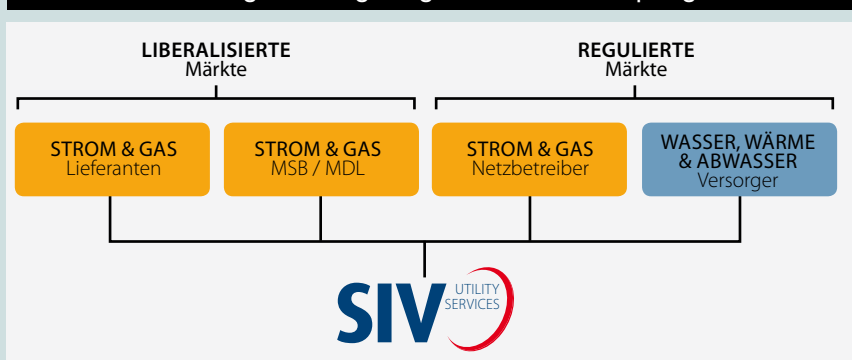 LIBERALISIERTE
Märkte
REGULIERTE
Märkte
STROM & GAS
Lieferanten
STROM & GAS
MSB / MDL
STROM & GAS
Netzbetreiber
WASSER, WÄRME
& ABWASSER
Versorger
SIV
UTILITY
SERVICES